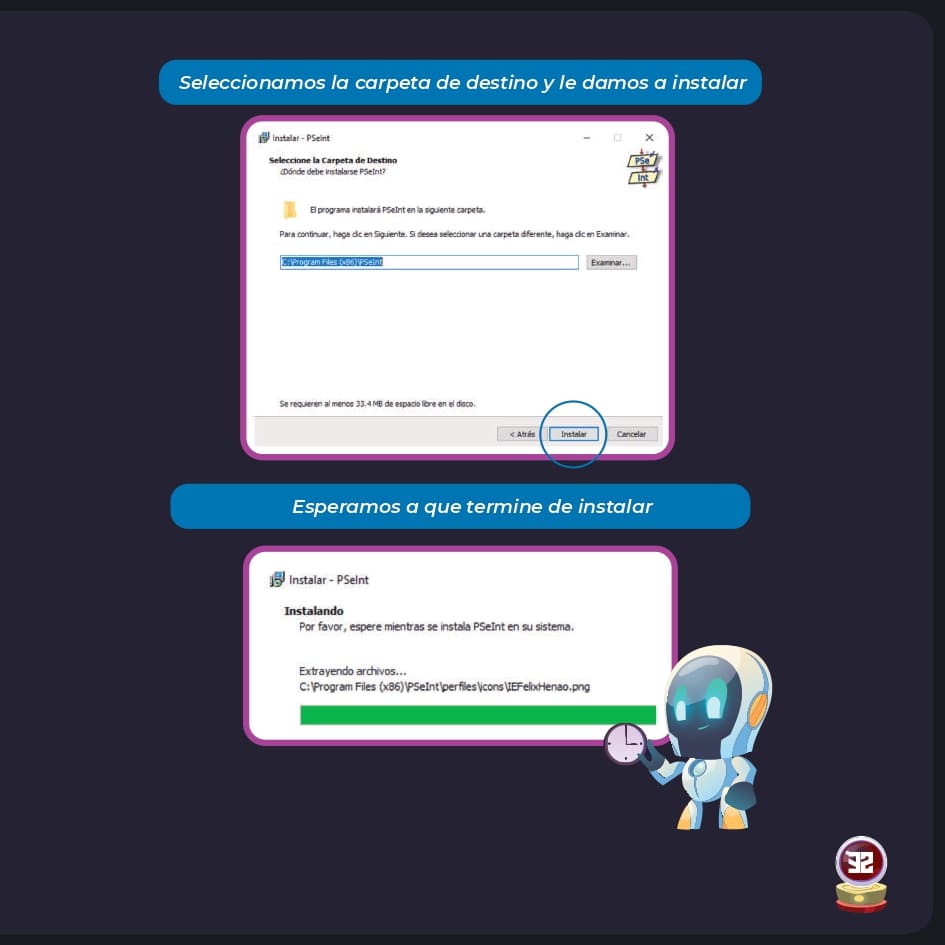 Seleccionamos la carpeta de destino y le damos a instalar
Instalar - PSeInt
Seleccione la Carpeta de Destino
¿Dónde debe instalarse PSeInt?
PSe
Int
El programa instalará PSeInt en la siguiente carpeta.
Para continuar, haga clic en Siguiente. Si desea seleccionar una carpeta diferente, haga clic en Examinar.
C:\Program Files (x86)\PSeInt
Examinar...
Se requieren al menos 33.4 MB de espacio libre en el disco.
< Atrás
Instalar
Cancelar
Esperamos a que termine de instalar
Instalar - PSeInt
Instalando
Por favor, espere mientras se instala PSeInt en su sistema.
Extrayendo archivos...
C:\Program Files (x86)\PSeInt\perfiles\icons\IEFelixHenao.png
32